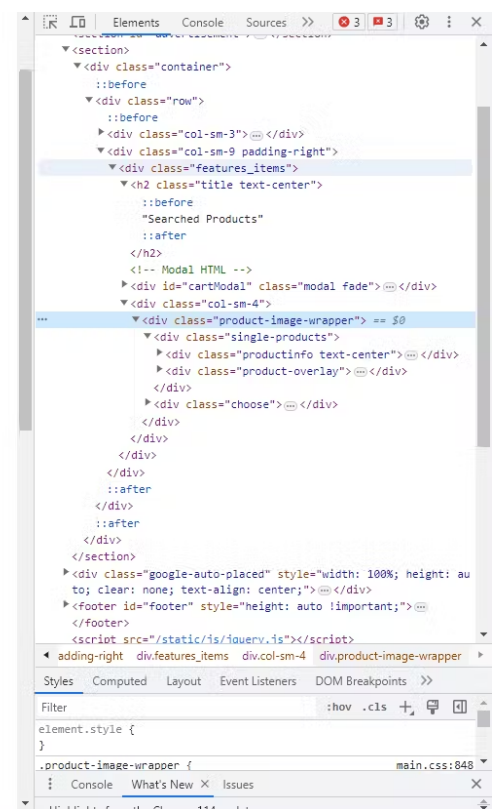 Elements Console Sources >> 3 3
<section>
<div class="container">
::before
<div class="row">
::before
<div class="col-sm-3">…</div>
<div class="col-sm-9 padding-right">
<div class="features_items">
<h2 class="title text-center">
::before
"Searched Products"
::after
</h2>
<!-- Modal HTML -->
<div id="cartModal" class="modal fade">…</div>
<div class="col-sm-4">
… <div class="product-image-wrapper"> == $0
<div class="single-products">
<div class="productinfo text-center">…</div>
<div class="product-overlay">…</div>
</div>
<div class="choose">…</div>
</div>
</div>
</div>
</div>
::after
</div>
::after
</div>
</section>
<div class="google-auto-placed" style="width: 100%; height: au
to; clear: none; text-align: center;">…</div>
<footer id="footer" style="height: auto !important;">…
</footer>
<script src="/static/js/jquery.js"></script>
adding-right div.features_items div.col-sm-4 div.product-image-wrapper
Styles Computed Layout Event Listeners DOM Breakpoints >>
Filter :hov .cls
element.style {
}
.product-image-wrapper { main.css:848
Console What's New Issues